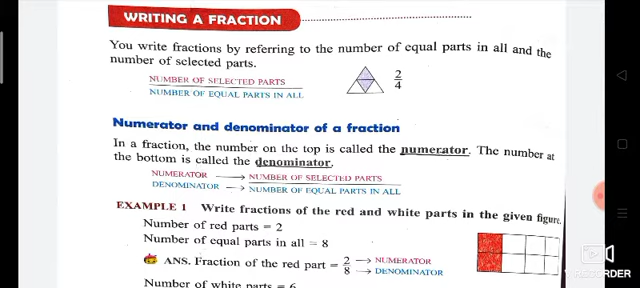 WRITING A FRACTION
You write fractions by referring to the number of equal parts in all and the
number of selected parts.
NUMBER OF SELECTED PARTS
NUMBER OF EQUAL PARTS IN ALL
2
4
Numerator and denominator of a fraction
In a fraction, the number on the top is called the numerator. The number at
the bottom is called the denominator.
NUMERATOR → NUMBER OF SELECTED PARTS
DENOMINATOR → NUMBER OF EQUAL PARTS IN ALL
EXAMPLE 1 Write fractions of the red and white parts in the given figure.
Number of red parts = 2
Number of equal parts in all = 8
ANS. Fraction of the red part = 2/8 → NUMERATOR
→ DENOMINATOR
Number of white parts = 6
RECORDER